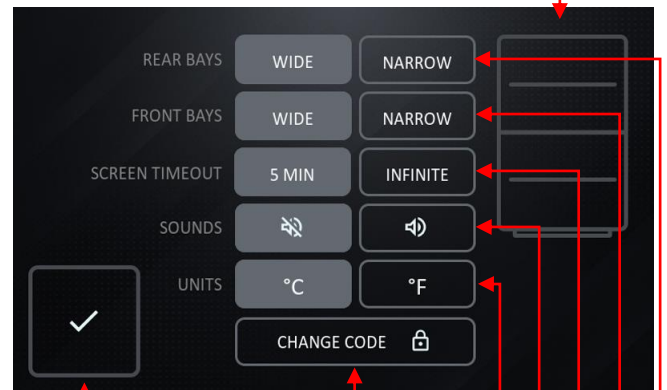 REAR BAYS WIDE NARROW
FRONT BAYS WIDE NARROW
SCREEN TIMEOUT 5 MIN INFINITE
SOUNDS
UNITS °C °F
CHANGE CODE